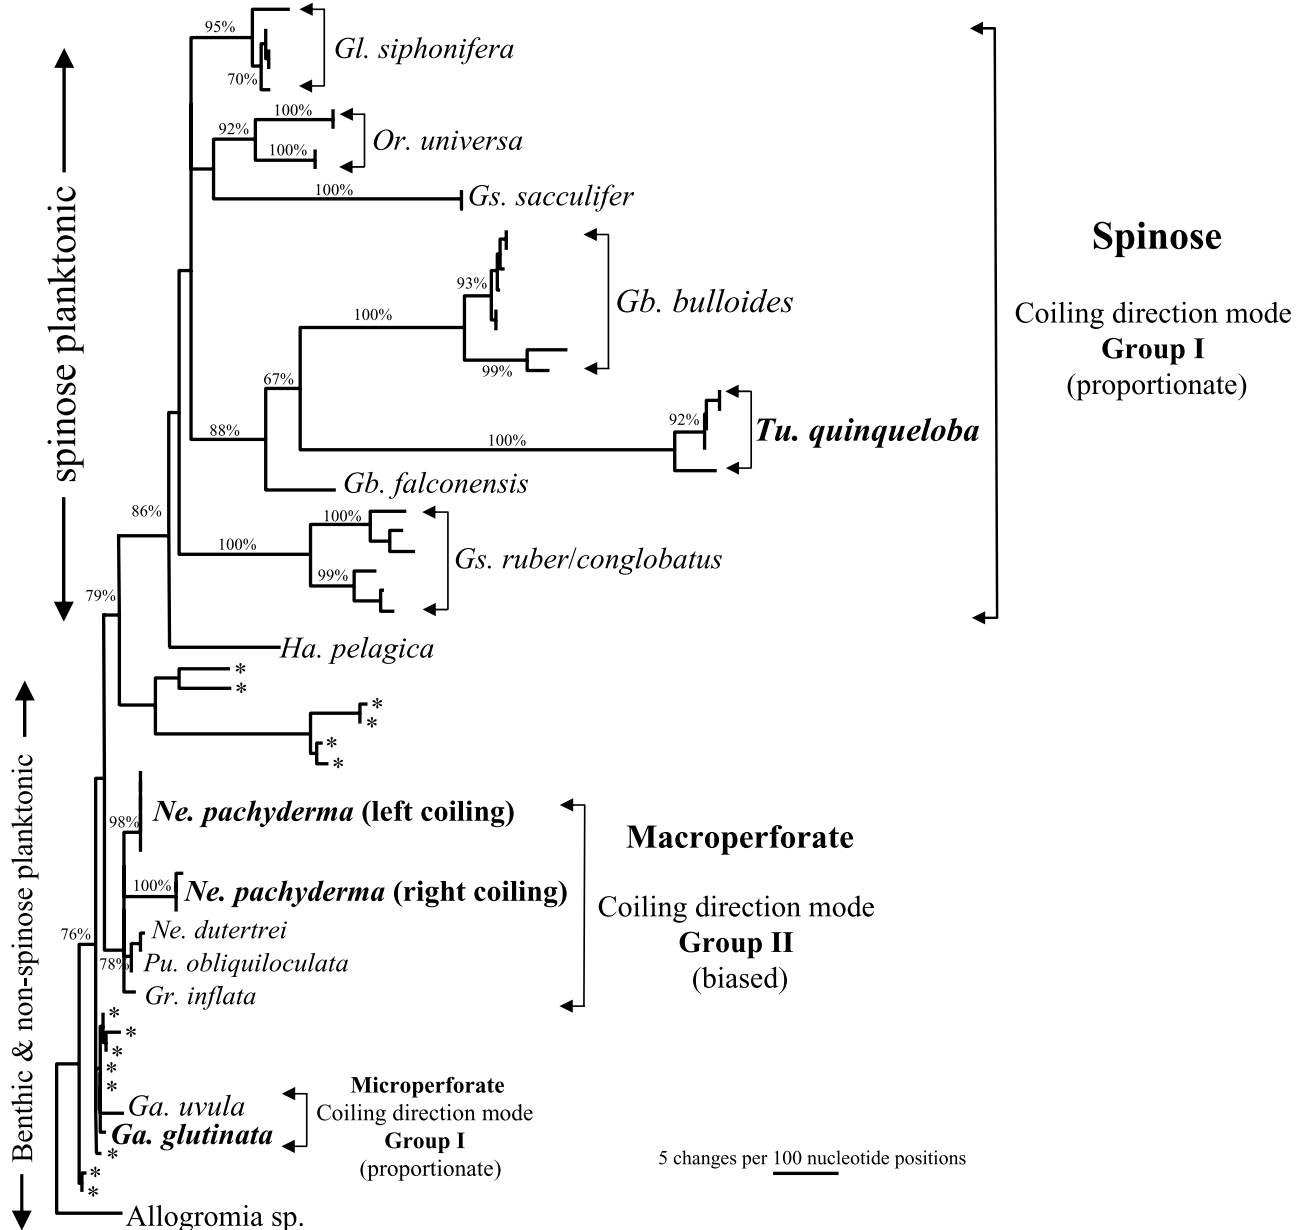 95%
Gl. siphonifera
70%
100%
92%
Or. universa
100%
100%
Gs. sacculifer
spinose planktonic
Spinose
93%
Gb. bulloides
100%
Coiling direction mode
Group I
(proportionate)
99%
67%
92%
Tu. quinqueloba
88%
100%
Gb. falconensis
86%
100%
100%
Gs. ruber/conglobatus
99%
79%
Ha. pelagica
*
*
*
*
*
*
Benthic & non-spinose planktonic
98%
Ne. pachyderma (left coiling)
Macroperforate
100%
Ne. pachyderma (right coiling)
Coiling direction mode
Group II
(biased)
76%
Ne. dutertrei
78%
Pu. obliquiloculata
Gr. inflata
*
*
*
*
*
Microperforate
Coiling direction mode
Group I
(proportionate)
Ga. uvula
Ga. glutinata
*
*
*
5 changes per 100 nucleotide positions
Allogromia sp.